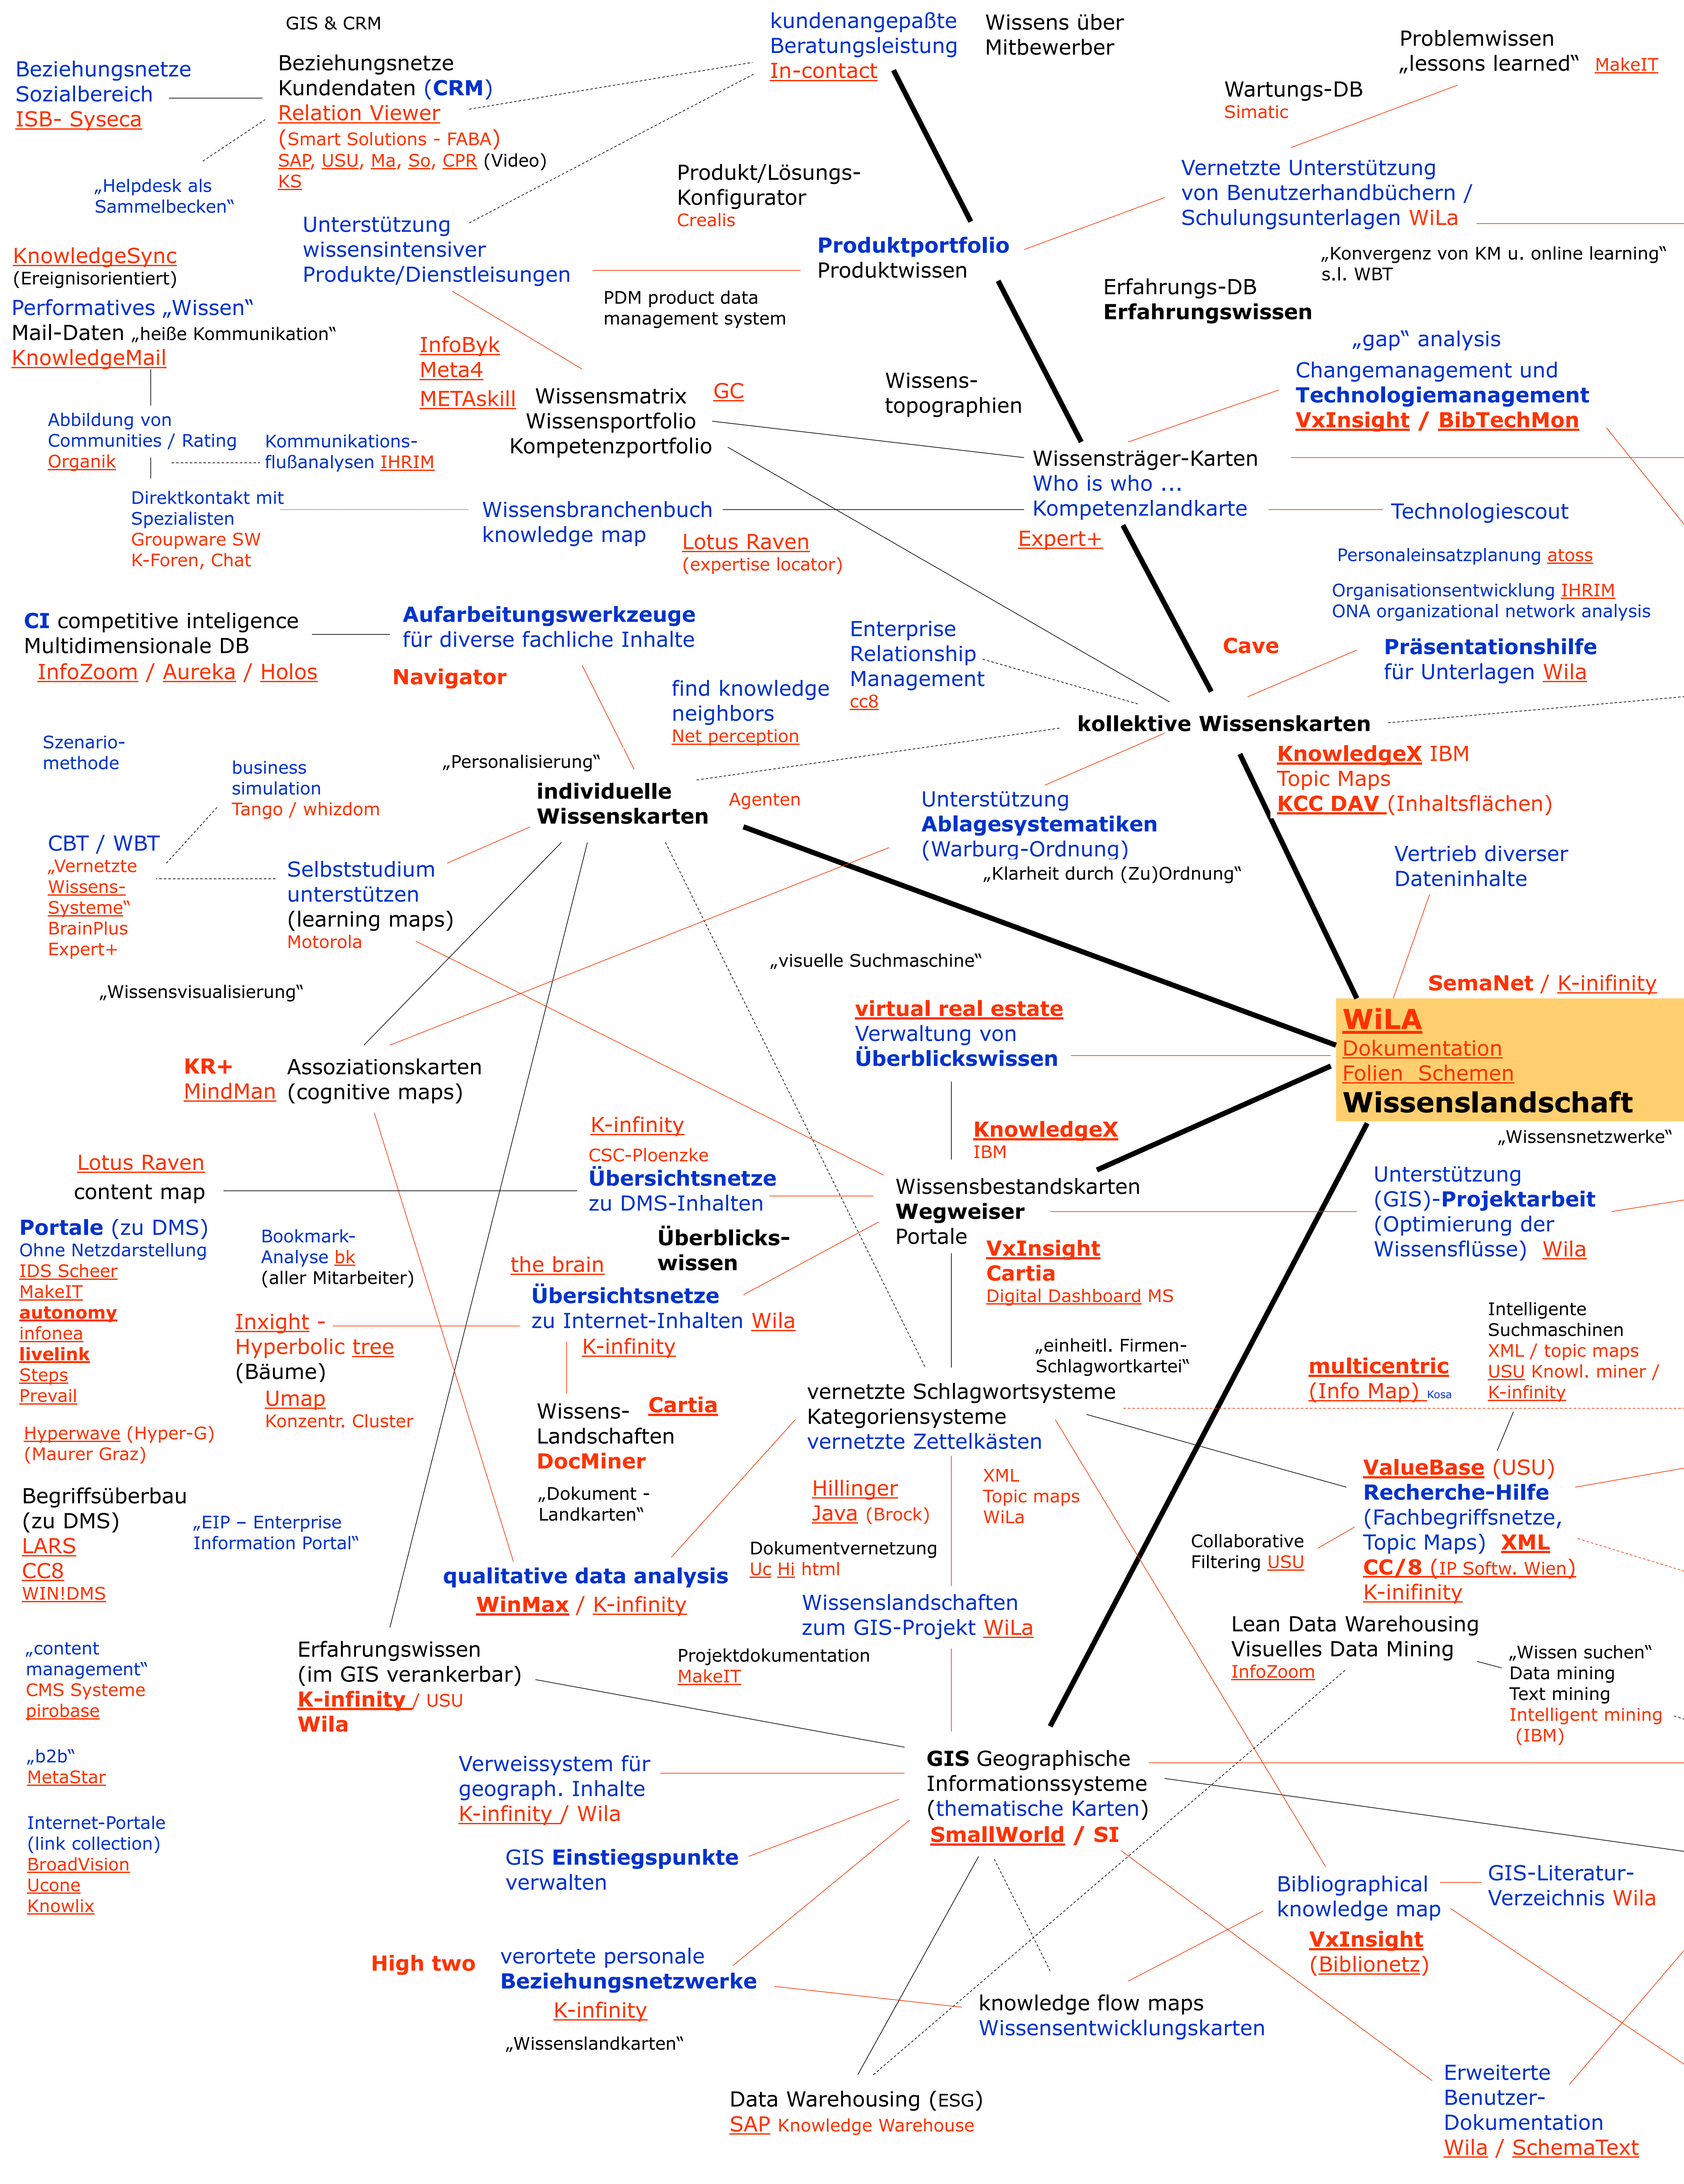 GIS & CRM
Beziehungsnetze
Sozialbereich
ISB- Syseca
Beziehungsnetze
Kundendaten (CRM)
Relation Viewer
(Smart Solutions - FABA)
SAP, USU, Ma, So, CPR (Video)
KS
kundenangepaßte
Beratungsleistung
In-contact
Wissens über
Mitbewerber
Problemwissen
„lessons learned“ MakeIT
Wartungs-DB
Simatic
„Helpdesk als
Sammelbecken“
Unterstützung
wissensintensiver
Produkte/Dienstleisungen
Produkt/Lösungs-
Konfigurator
Crealis
Produktportfolio
Produktwissen
Vernetzte Unterstützung
von Benutzerhandbüchern /
Schulungsunterlagen WiLa
„Konvergenz von KM u. online learning“
s.l. WBT
KnowledgeSync
(Ereignisorientiert)
Performatives „Wissen“
Mail-Daten „heiße Kommunikation“
KnowledgeMail
PDM product data
management system
Erfahrungs-DB
Erfahrungswissen
„gap“ analysis
Changemanagement und
Technologiemanagement
VxInsight / BibTechMon
InfoByk
Meta4
METAskill
Wissensmatrix
Wissensportfolio
Kompetenzportfolio
GC
Wissens-
topographien
Abbildung von
Communities / Rating
Organik
Kommunikations-
flußanalysen IHRIM
Wissensträger-Karten
Who is who ...
Kompetenzlandkarte
Expert+
Direktkontakt mit
Spezialisten
Groupware SW
K-Foren, Chat
Wissensbranchenbuch
knowledge map
Lotus Raven
(expertise locator)
Technologiescout
Personaleinsatzplanung atoss
Organisationsentwicklung IHRIM
ONA organizational network analysis
CI competitive inteligence
Multidimensionale DB
InfoZoom / Aureka / Holos
Aufarbeitungswerkzeuge
für diverse fachliche Inhalte
Navigator
Enterprise
Relationship
Management
cc8
Cave
Präsentationshilfe
für Unterlagen Wila
find knowledge
neighbors
Net perception
kollektive Wissenskarten
KnowledgeX IBM
Topic Maps
KCC DAV (Inhaltsflächen)
Szenario-
methode
business
simulation
Tango / whizdom
„Personalisierung“
individuelle
Wissenskarten
Agenten
Unterstützung
Ablagesystematiken
(Warburg-Ordnung)
„Klarheit durch (Zu)Ordnung“
Vertrieb diverser
Dateninhalte
CBT / WBT
„Vernetzte
Wissens-
Systeme“
BrainPlus
Expert+
Selbststudium
unterstützen
(learning maps)
Motorola
„visuelle Suchmaschine“
„Wissensvisualisierung“
SemaNet / K-inifinity
WiLA
Dokumentation
Folien Schemen
Wissenslandschaft
virtual real estate
Verwaltung von
Überblickswissen
KR+
MindMan
Assoziationskarten
(cognitive maps)
„Wissensnetzwerke“
K-infinity
CSC-Ploenzke
Übersichtsnetze
zu DMS-Inhalten
KnowledgeX
IBM
Wissensbestandskarten
Wegweiser
Portale
VxInsight
Cartia
Digital Dashboard MS
Unterstützung
(GIS)-Projektarbeit
(Optimierung der
Wissensflüsse) Wila
Lotus Raven
content map
Portale (zu DMS)
Ohne Netzdarstellung
IDS Scheer
MakeIT
autonomy
infonea
livelink
Steps
Prevail
Hyperwave (Hyper-G)
(Maurer Graz)
Bookmark-
Analyse bk
(aller Mitarbeiter)
Überblicks-
wissen
the brain
Übersichtsnetze
zu Internet-Inhalten Wila
K-infinity
Inxight -
Hyperbolic tree
(Bäume)
Umap
Konzentr. Cluster
„einheitl. Firmen-
Schlagwortkartei“
Intelligente
Suchmaschinen
XML / topic maps
USU Knowl. miner /
K-infinity
multicentric
(Info Map) Kosa
Wissens-
Landschaften
DocMiner
Cartia
„Dokument -
Landkarten“
vernetzte Schlagwortsysteme
Kategoriensysteme
vernetzte Zettelkästen
Hillinger
Java (Brock)
XML
Topic maps
WiLa
ValueBase (USU)
Recherche-Hilfe
(Fachbegriffsnetze,
Topic Maps) XML
CC/8 (IP Softw. Wien)
K-inifinity
Collaborative
Filtering USU
Begriffsüberbau
(zu DMS)
LARS
CC8
WIN!DMS
„EIP – Enterprise
Information Portal“
Dokumentvernetzung
Uc Hi html
qualitative data analysis
WinMax / K-infinity
Wissenslandschaften
zum GIS-Projekt WiLa
Lean Data Warehousing
Visuelles Data Mining
InfoZoom
„Wissen suchen“
Data mining
Text mining
Intelligent mining
(IBM)
„content
management“
CMS Systeme
pirobase
Erfahrungswissen
(im GIS verankerbar)
K-infinity / USU
Wila
Projektdokumentation
MakeIT
„b2b“
MetaStar
Verweissystem für
geograph. Inhalte
K-infinity / Wila
GIS Geographische
Informationssysteme
(thematische Karten)
SmallWorld / SI
Internet-Portale
(link collection)
BroadVision
Ucone
Knowlix
GIS Einstiegspunkte
verwalten
Bibliographical
knowledge map
VxInsight
(Biblionetz)
GIS-Literatur-
Verzeichnis Wila
High two
verortete personale
Beziehungsnetzwerke
K-infinity
„Wissenslandkarten“
knowledge flow maps
Wissensentwicklungskarten
Data Warehousing (ESG)
SAP Knowledge Warehouse
Erweiterte
Benutzer-
Dokumentation
Wila / SchemaText